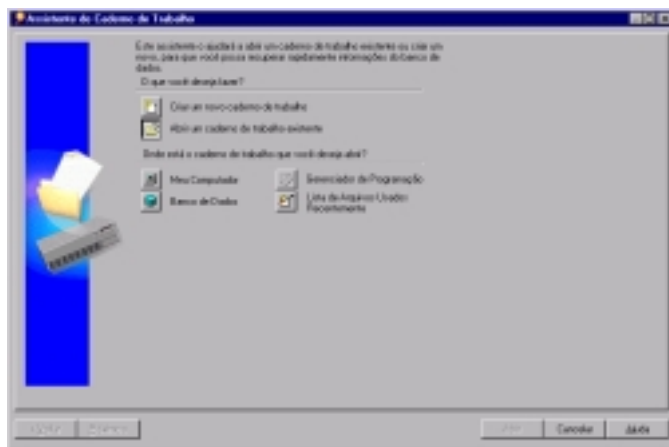 Assistente de Caderno de Trabalho
Este assistente o ajudará a abrir um caderno de trabalho existente ou criar um
novo, para que você possa recuperar rapidamente informações do banco de
dados.
O que você deseja fazer?
Criar um novo caderno de trabalho
Abrir um caderno de trabalho existente
Onde está o caderno de trabalho que você deseja abrir?
Meu Computador
Gerenciador de Programação
Banco de Dados
Lista de Arquivos Usados
Recentemente
Cancelar
Ajuda